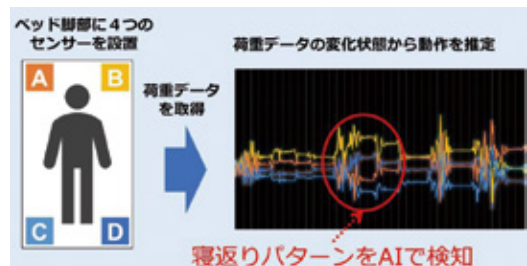 ベッド脚部に４つの
センサーを設置
A
B
C
D
荷重データ
を取得
荷重データの変化状態から動作を推定
寝返りパターンをAIで検知